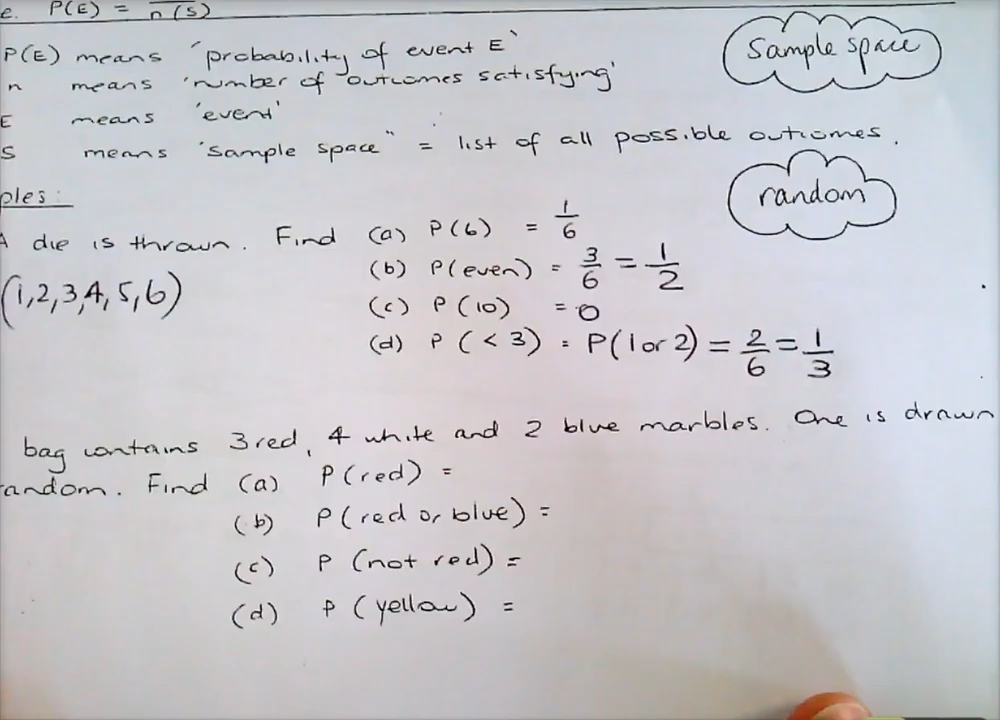 e. P(E) = n(S)
P(E) means 'probability of event E'
n means 'number of outcomes satisfying'
E means 'event'
S means 'sample space" = list of all possible outcomes.
Sample space
random
ples:
A die is thrown. Find (a) P(6) = 1/6
(b) P(even) = 3/6 = 1/2
(1,2,3,4,5,6)
(c) P(10) = 0
(d) P(<3) = P(1 or 2) = 2/6 = 1/3
bag contains 3 red, 4 white and 2 blue marbles. One is drawn
andom. Find (a) P(red) =
(b) P(red or blue) =
(c) P(not red) =
(d) P(yellow) =